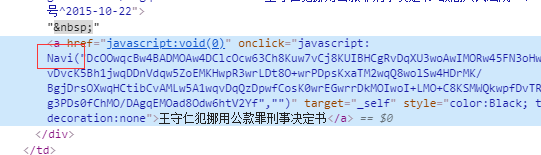 号^2015-10-22">
"&nbsp;"
<a href="javascript:void(0)" onclick="javascript:
Navi("DcOOwqcBw4BADMOAw4DClcOcw63Ch8Kuw7vCj8KUIBHCgRvDqXU3woAwIMORw45FN3oHw
vDvcK5Bh1jwqDDnVdqw5ZoEMKHwpR3wrLDt8O+wrPDpsKxaTM2wqQ8wolSw4HDrMK/
BgjDrsOXwqHCtibCvAMLw5A1wqvDqQzDpwfCosK0wrEGwrrDkMOIwoI+LMO+C8KSMWQkwpfDvTR
g3PDs0fChMO/DAgqEMOad8Odw6htV2Yf","")" target="_self" style="color:Black; t
decoration:none">王守仁犯挪用公款罪刑事决定书</a> == $0
</div>
</td>